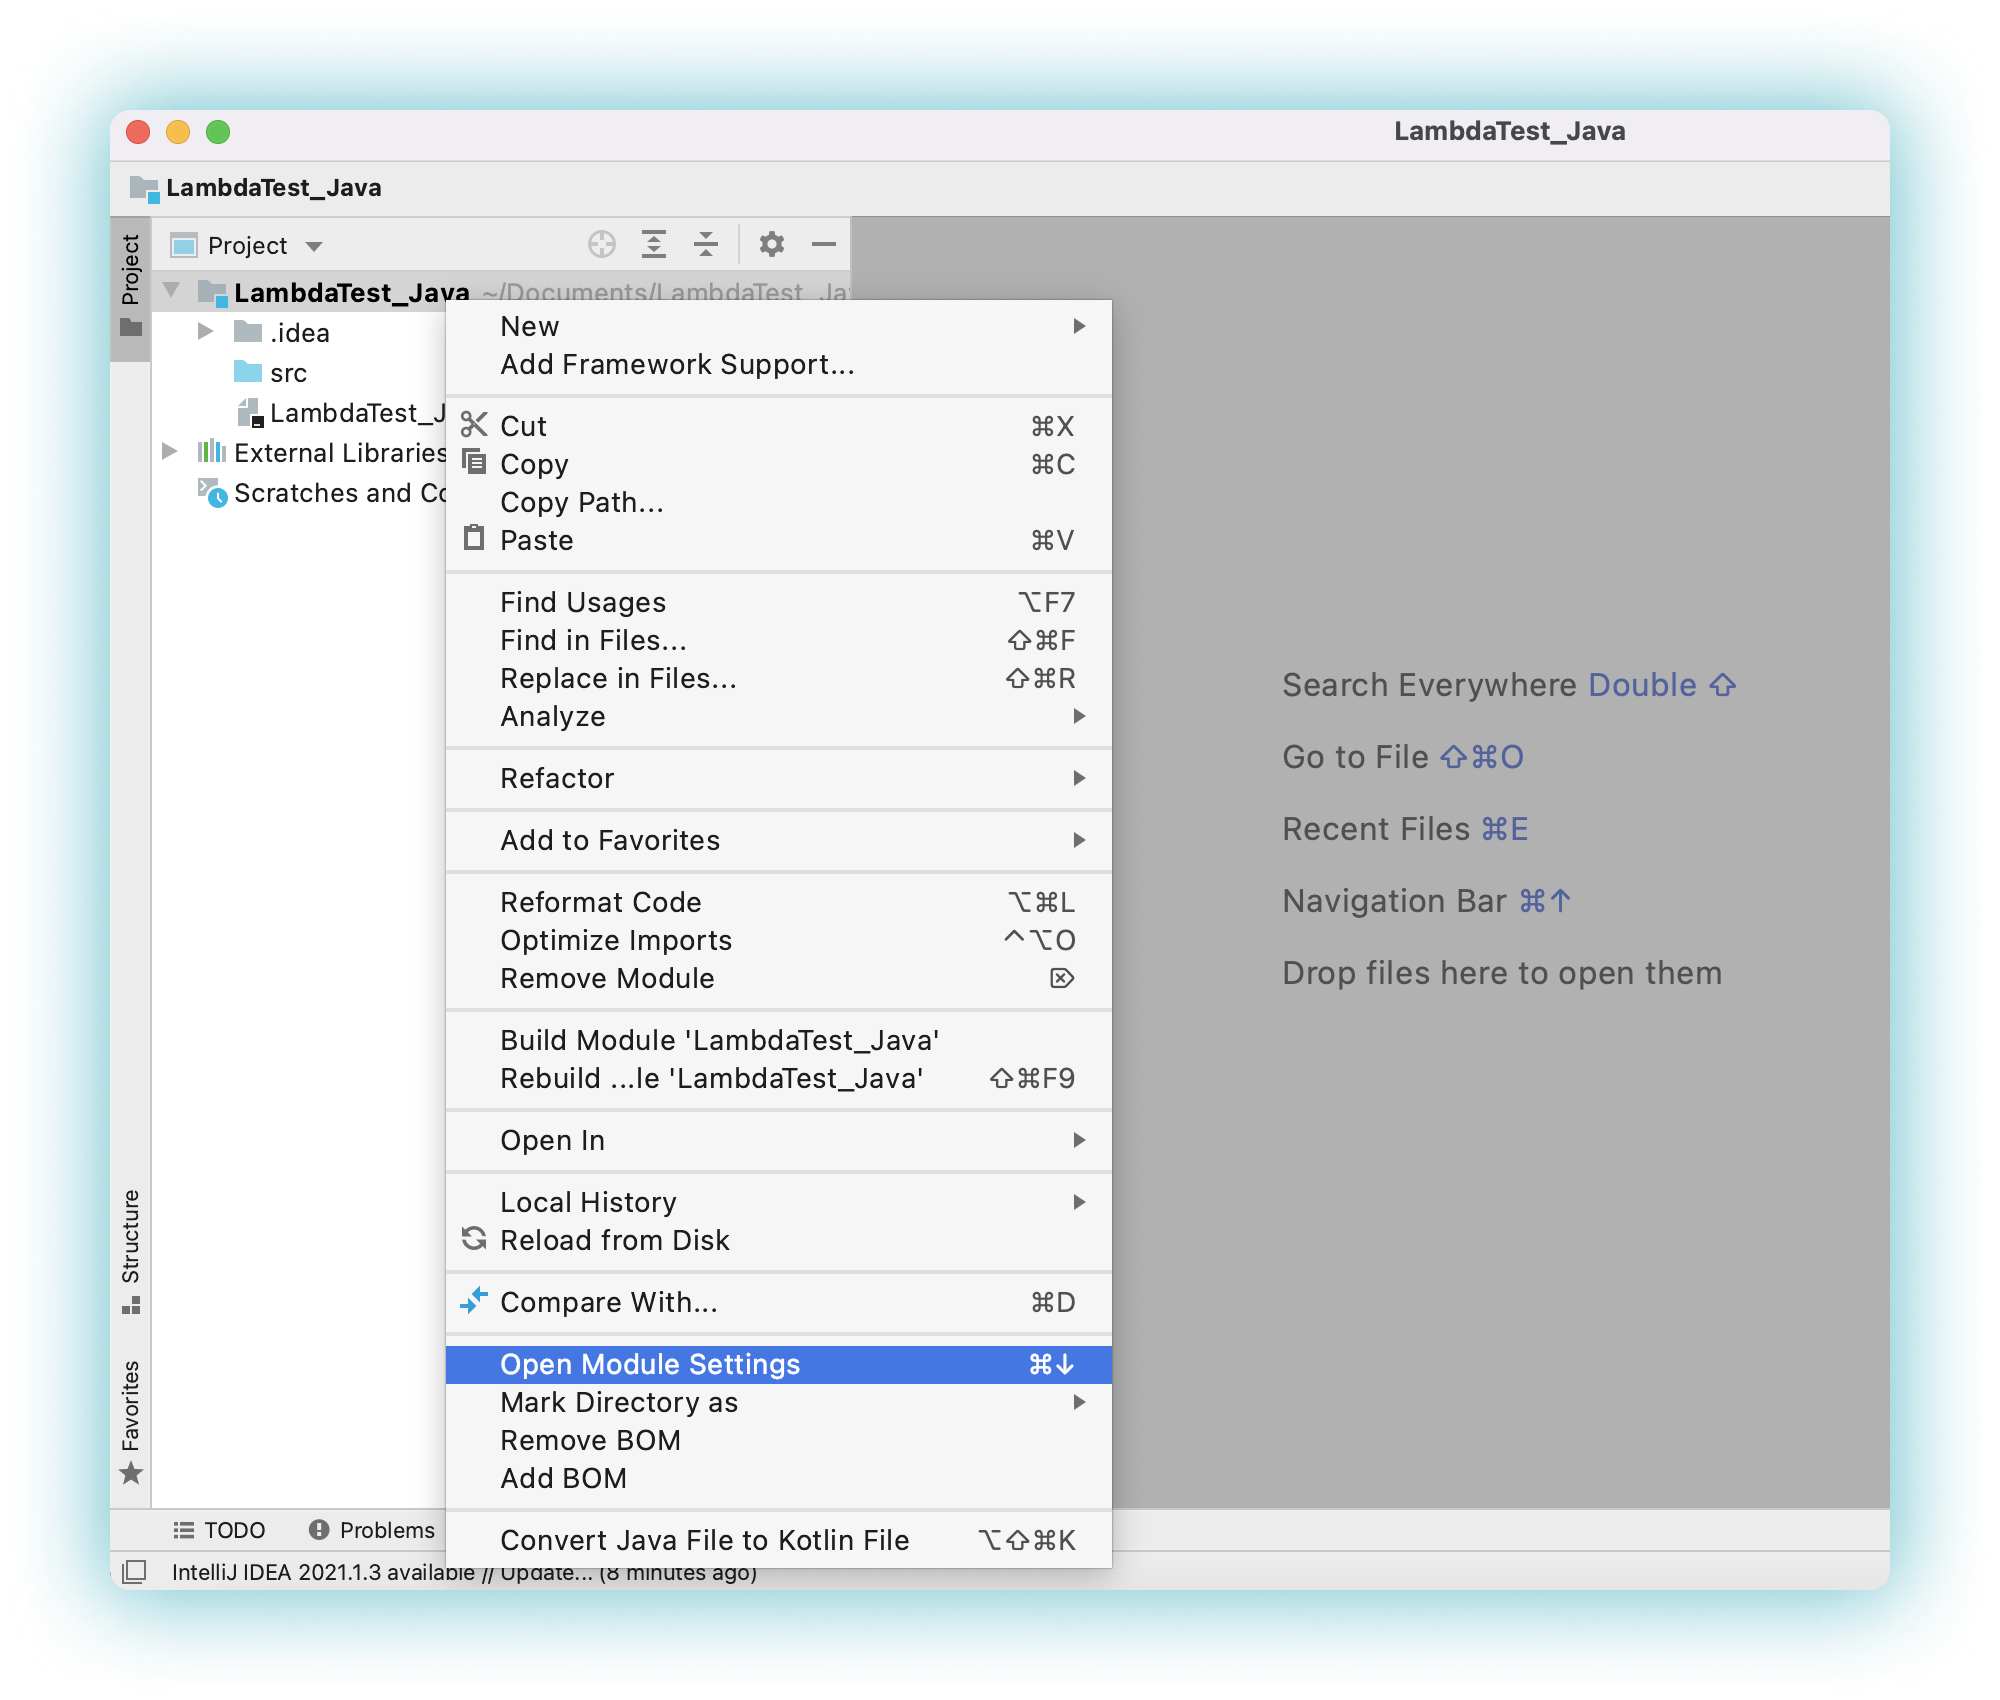 LambdaTest_Java
LambdaTest_Java
Project
Project
LambdaTest_Java ~/Documents/LambdaTest_Ja
.idea
src
LambdaTest_J
External Libraries
Scratches and Co
New
Add Framework Support...
Cut ⌘X
Copy ⌘C
Copy Path...
Paste ⌘V
Find Usages ⌥F7
Find in Files... ⇧⌘F
Replace in Files... ⇧⌘R
Analyze
Refactor
Add to Favorites
Reformat Code ⌥⌘L
Optimize Imports ^⌥O
Remove Module ⌦
Build Module 'LambdaTest_Java'
Rebuild ...le 'LambdaTest_Java' ⇧⌘F9
Open In
Local History
Reload from Disk
Compare With... ⌘D
Open Module Settings ⌘↓
Mark Directory as
Remove BOM
Add BOM
Convert Java File to Kotlin File ⌥⇧⌘K
Search Everywhere Double ⇧
Go to File ⇧⌘O
Recent Files ⌘E
Navigation Bar ⌘↑
Drop files here to open them
Structure
Favorites
TODO
Problems
IntelliJ IDEA 2021.1.3 available // Update... (8 minutes ago)